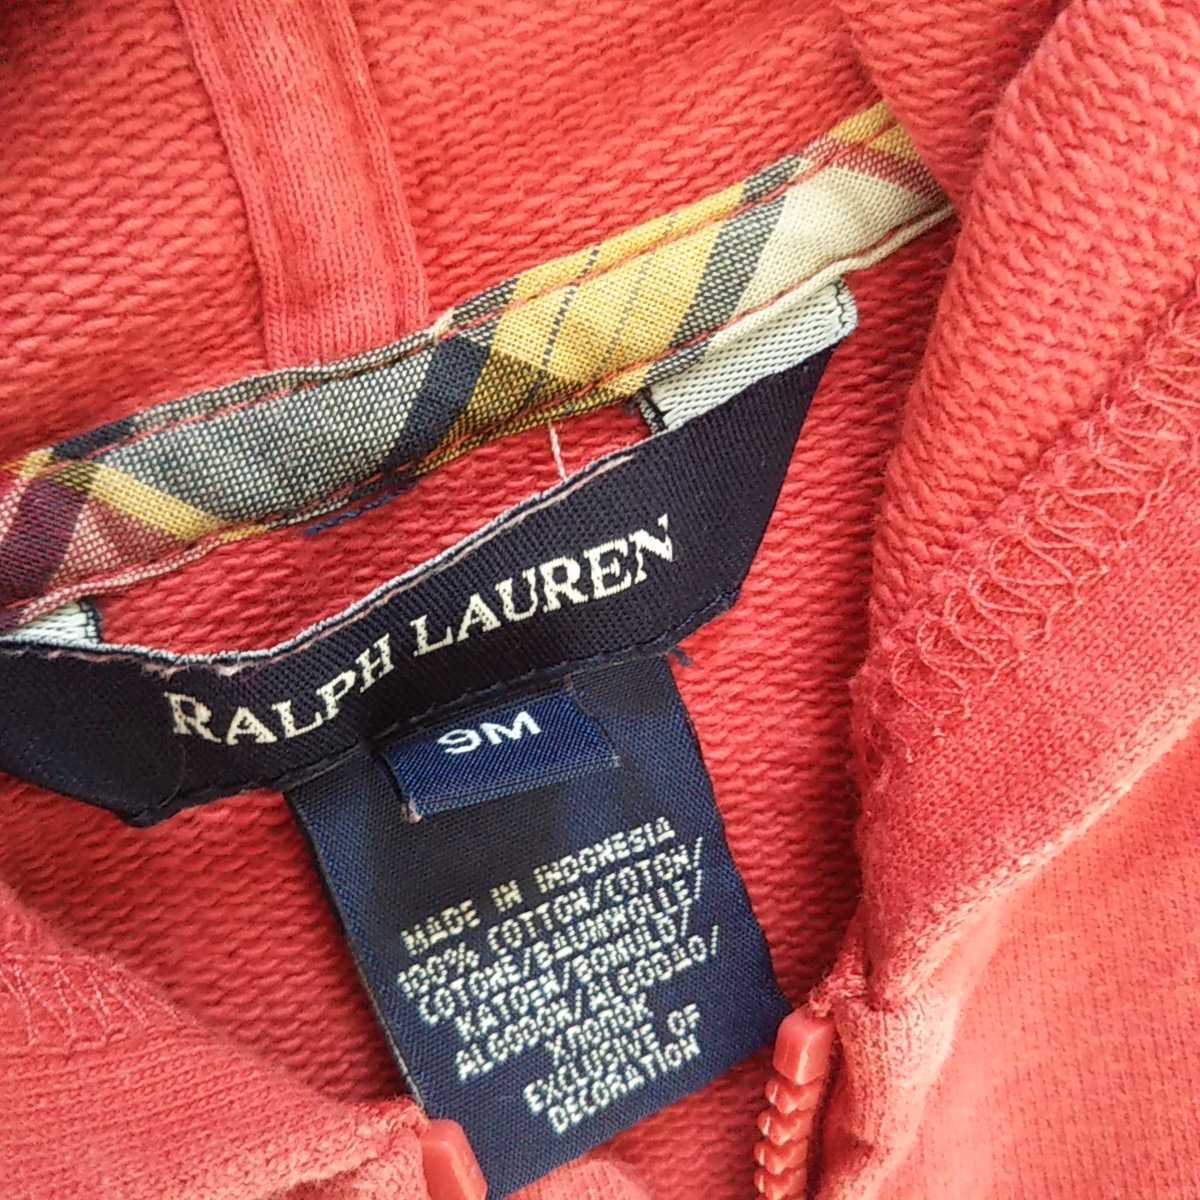 RALPH LAUREN
9M
MADE IN INDONESIA
100% COTTON/COTON/
COTONE/BAUMWOLLE/
KATOEN/BOMULD/
ALGODON/ALGODÃO/
ХЛОПОК
EXCLUSIVE OF
DECORATION